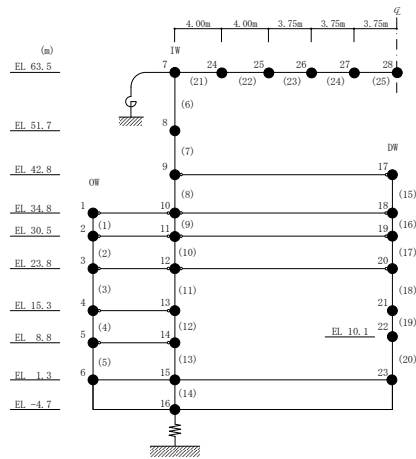 ℄
4.00m 4.00m 3.75m 3.75m 3.75m
(m) IW
EL 63.5 7 24 25 26 27 28
(21) (22) (23) (24) (25)
(6)
EL 51.7 8
(7)
DW
EL 42.8 9 17
OW
(8) (15)
EL 34.8 1 10 18
(1) (9) (16)
EL 30.5 2 11 19
(2) (10) (17)
EL 23.8 3 12 20
(3) (11) (18)
EL 15.3 4 13 21
(4) (12) (19)
EL 10.1 22
EL 8.8 5 14
(5) (13) (20)
EL 1.3 6 15 23
(14)
EL -4.7 16